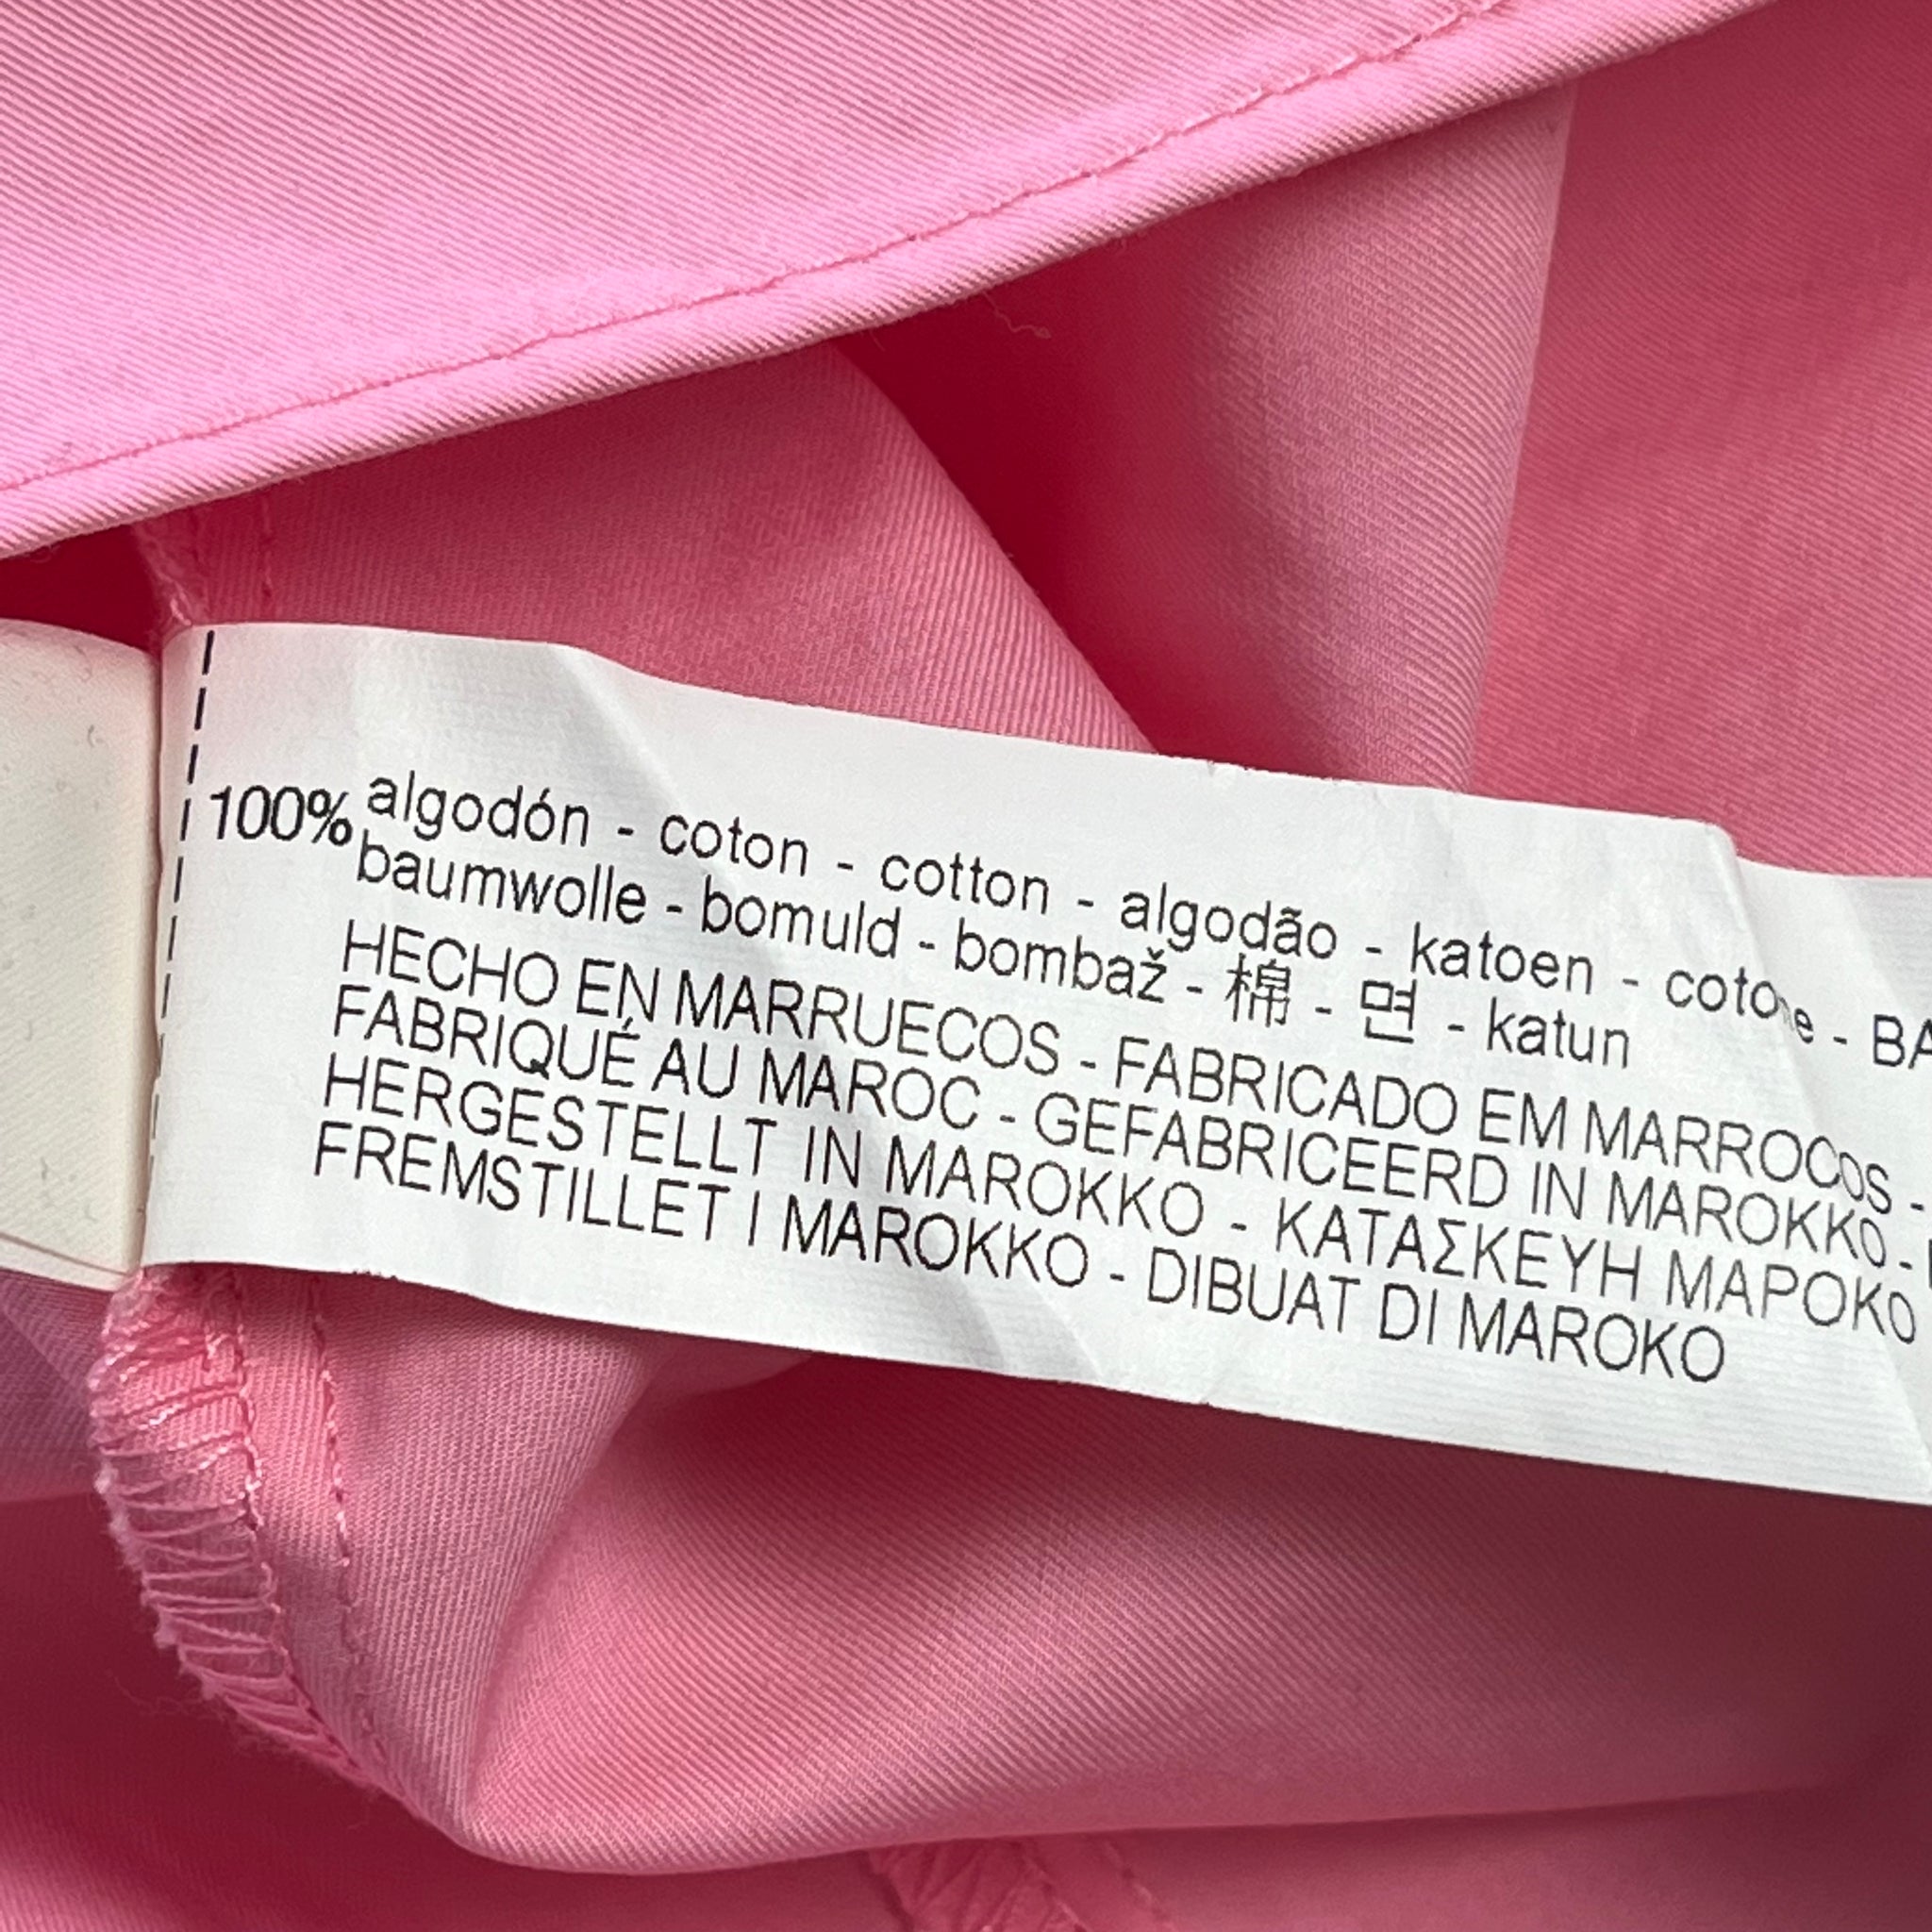 100% algodón - coton - cotton - algodão - katoen - cotone - BA
baumwolle - bomuld - bombaž - 棉 - 면 - katun
HECHO EN MARRUECOS - FABRICADO EM MARROCOS -
FABRIQUÉ AU MAROC - GEFABRICEERD IN MAROKKO -
HERGESTELLT IN MAROKKO - ΚΑΤΑΣΚΕΥΗ ΜΑΡΟΚΟ
FREMSTILLET I MAROKKO - DIBUAT DI MAROKO